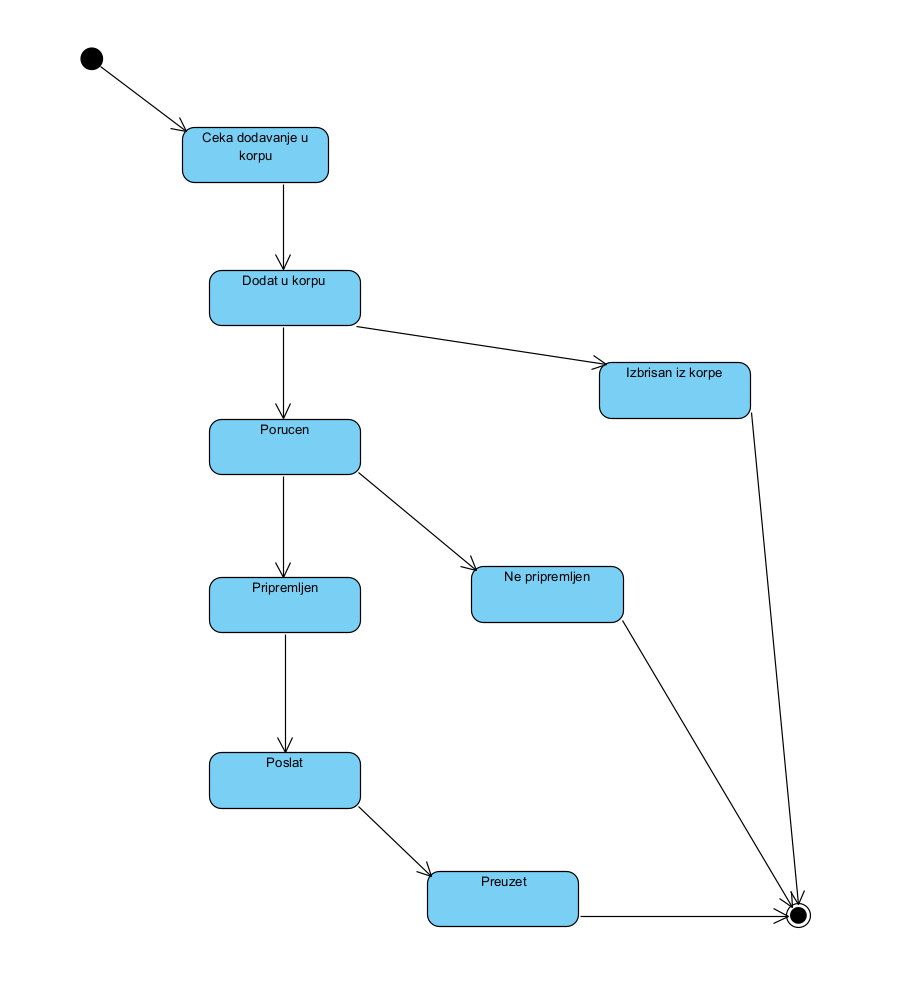 Ceka dodavanje u
korpu
Dodat u korpu
Izbrisan iz korpe
Porucen
Ne pripremljen
Pripremljen
Poslat
Preuzet